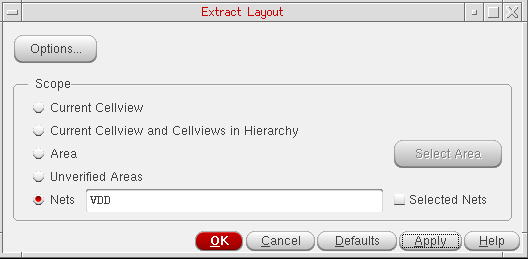 Extract Layout
Options...
Scope
Current Cellview
Current Cellview and Cellviews in Hierarchy
Area
Select Area
Unverified Areas
Nets VDD Selected Nets
OK Cancel Defaults Apply Help